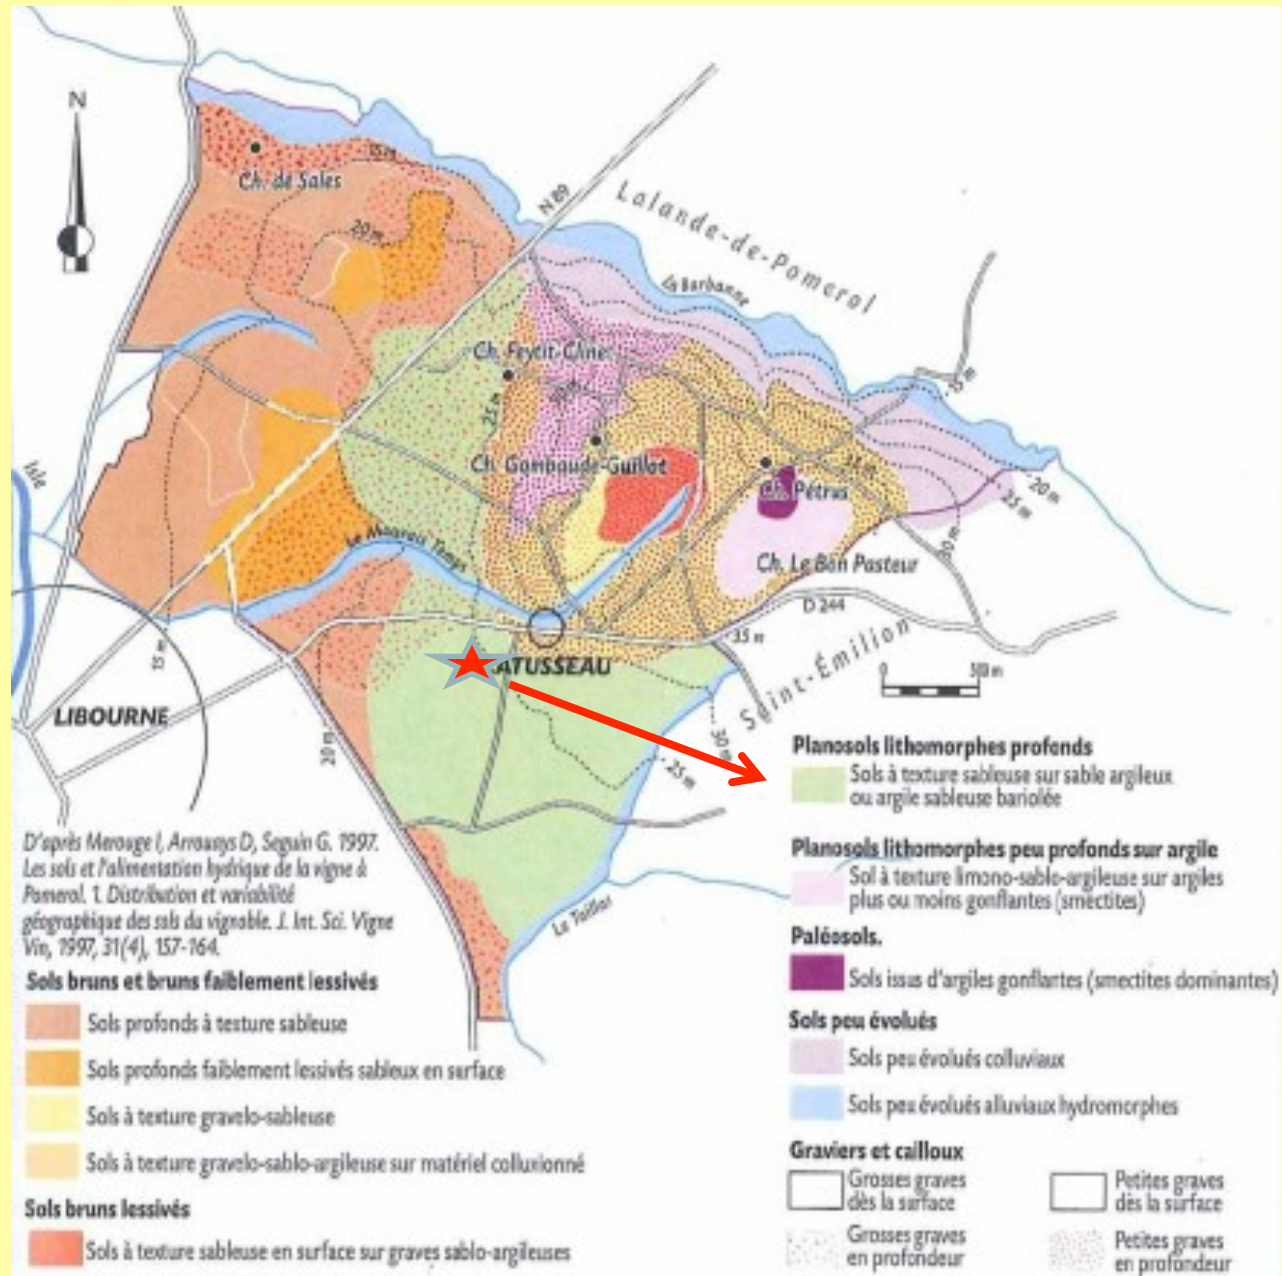 N
15 m
Ch. de Sales
N 89
Lalande-de-Pomerol
20 m
La Barbanne
Ch. Feytit-Clinet
25 m
Isle
Ch. Gombaude-Guillot
Ch. Pétrus
20 m
25 m
30 m
Le Mauvais Temps
Ch. Le Bon Pasteur
D 244
35 m
15 m
ATUSSEAU
Saint-Émilion
0 500 m
LIBOURNE
20 m
30 m
25 m
Le Taillas
D'après Merouge I, Arrouays D, Seguin G. 1997.
Les sols et l'alimentation hydrique de la vigne à
Pomerol. 1. Distribution et variabilité
géographique des sols du vignoble. J. Int. Sci. Vigne
Vin, 1997, 31(4), 157-164.
Sols bruns et bruns faiblement lessivés
Sols profonds à texture sableuse
Sols profonds faiblement lessivés sableux en surface
Sols à texture gravelo-sableuse
Sols à texture gravelo-sablo-argileuse sur matériel colluxionné
Sols bruns lessivés
Sols à texture sableuse en surface sur graves sablo-argileuses
Planosols lithomorphes profonds
Sols à texture sableuse sur sable argileux
ou argile sableuse bariolée
Planosols lithomorphes peu profonds sur argile
Sol à texture limono-sablo-argileuse sur argiles
plus ou moins gonflantes (smectites)
Paléosols.
Sols issus d'argiles gonflantes (smectites dominantes)
Sols peu évolués
Sols peu évolués colluviaux
Sols peu évolués alluviaux hydromorphes
Graviers et cailloux
Grosses graves
dès la surface
Petites graves
dès la surface
Grosses graves
en profondeur
Petites graves
en profondeur